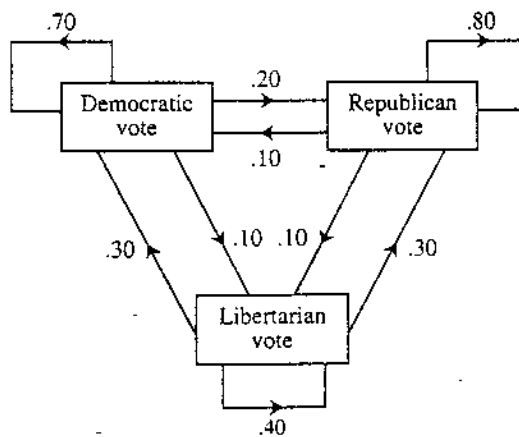 .70
.80
.20
Democratic
vote
Republican
vote
.10
.30
.10
.10
.30
Libertarian
vote
.40